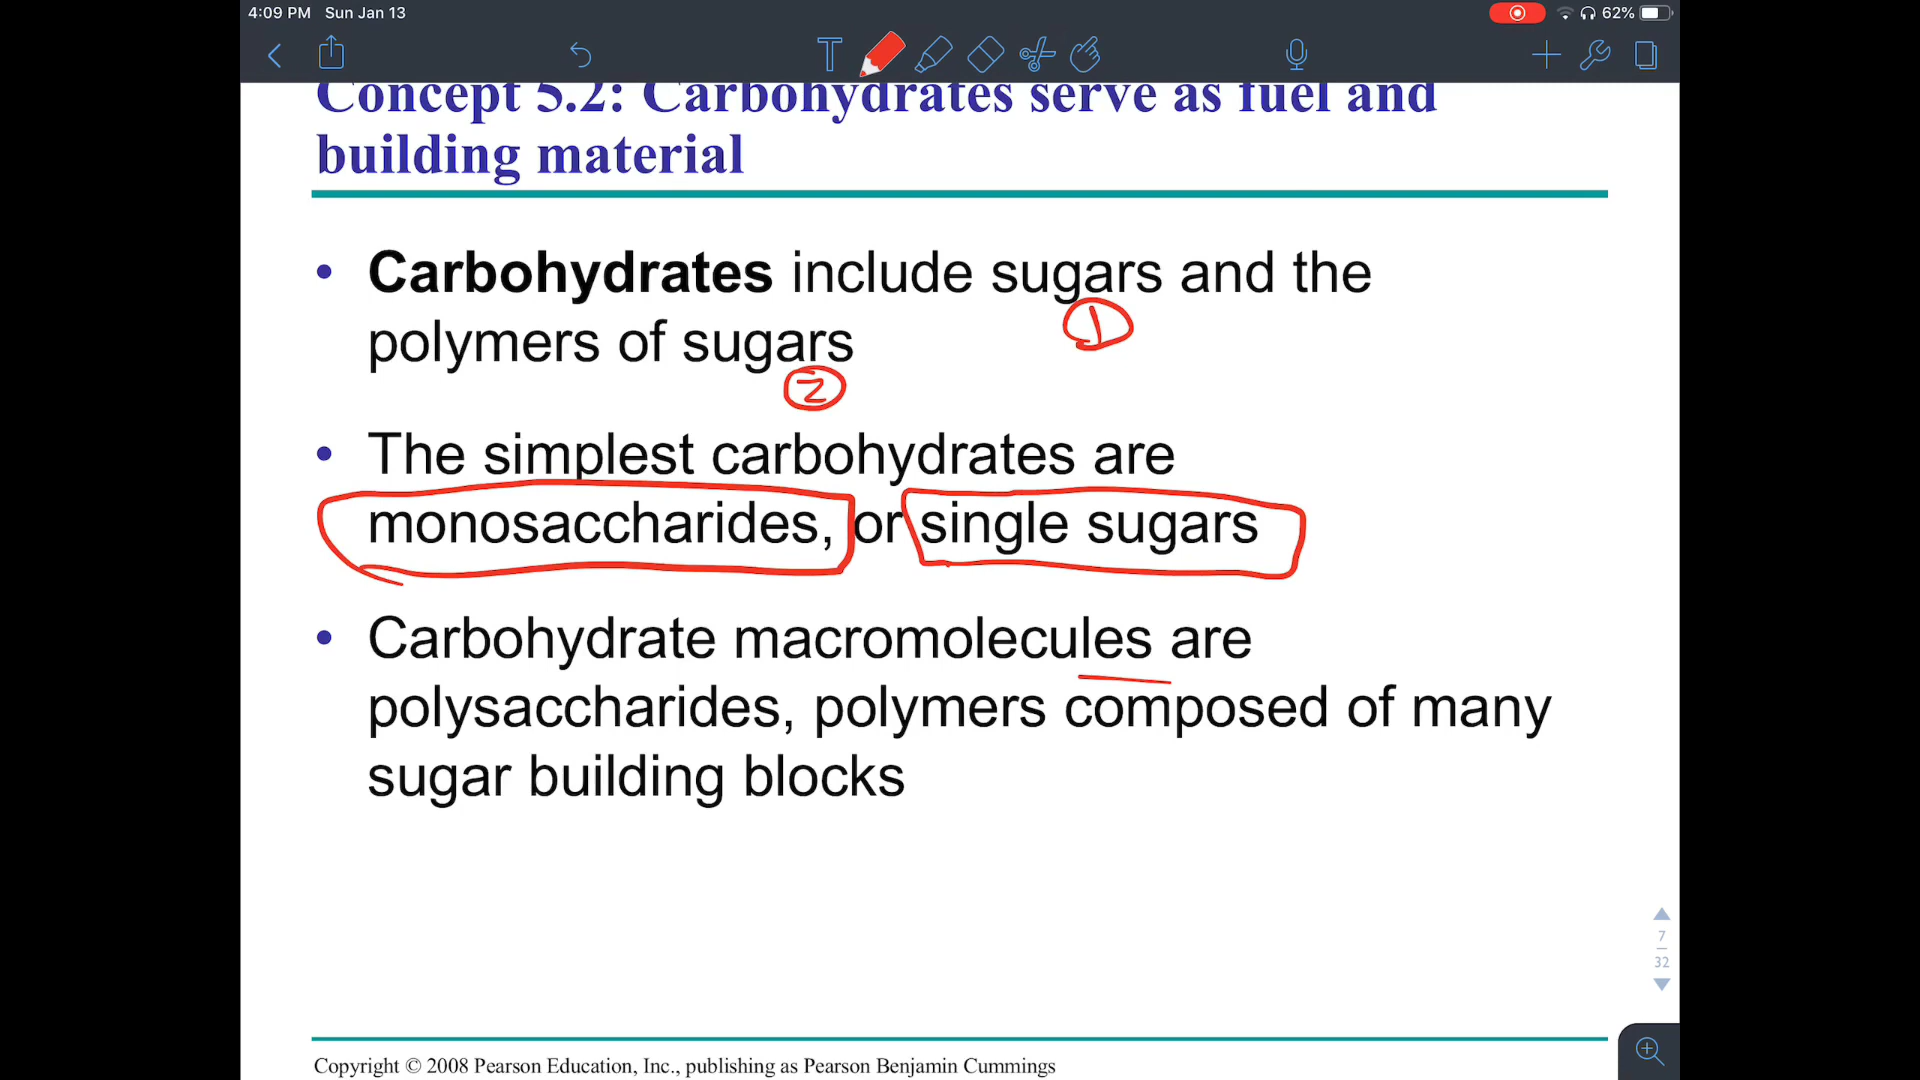 4:09 PM Sun Jan 13
62%
T
Concept 5.2: Carbohydrates serve as fuel and
building material
• Carbohydrates include sugars and the
1
polymers of sugars
2
• The simplest carbohydrates are
monosaccharides, or single sugars
• Carbohydrate macromolecules are
polysaccharides, polymers composed of many
sugar building blocks
7
32
Copyright © 2008 Pearson Education, Inc., publishing as Pearson Benjamin Cummings